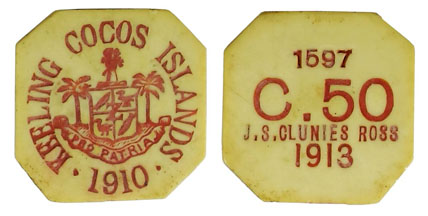 KEELING COCOS ISLANDS
PRO PATRIA
· 1910 ·
1597
C.50
J.S.CLUNIES ROSS
1913